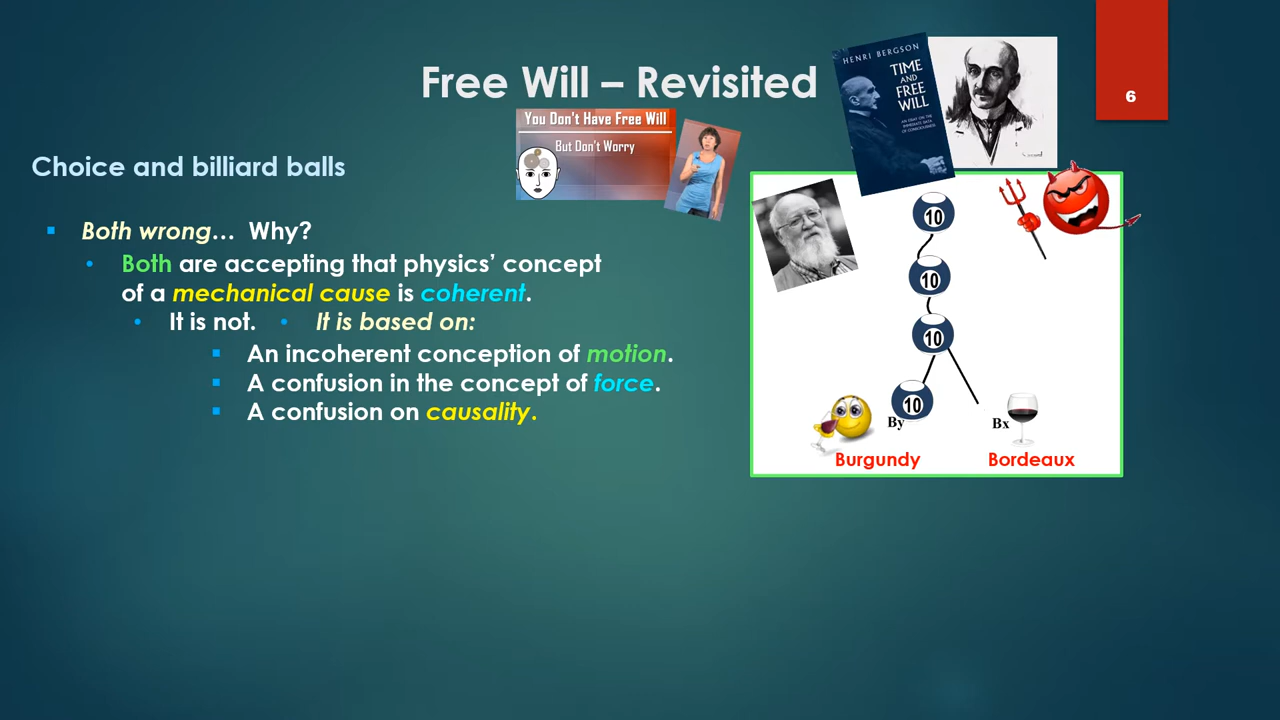 Free Will – Revisited
6
HENRI BERGSON
TIME
AND
FREE
WILL
AN ESSAY ON THE
IMMEDIATE DATA
OF CONSCIOUSNESS
You Don't Have Free Will
But Don't Worry
Choice and billiard balls
Both wrong... Why?
Both are accepting that physics' concept
of a mechanical cause is coherent.
It is not. • It is based on:
An incoherent conception of motion.
A confusion in the concept of force.
A confusion on causality.
10
10
10
10
By
Bx
Burgundy
Bordeaux